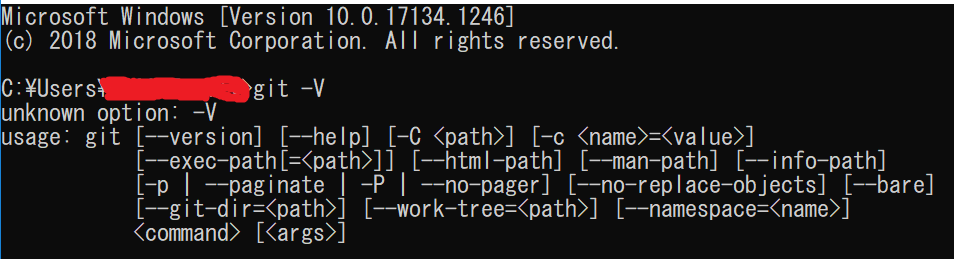 Microsoft Windows [Version 10.0.17134.1246]
(c) 2018 Microsoft Corporation. All rights reserved.
C:¥Users¥>git -V
unknown option: -V
usage: git [--version] [--help] [-C <path>] [-c <name>=<value>]
[--exec-path[=<path>]] [--html-path] [--man-path] [--info-path]
[-p | --paginate | -P | --no-pager] [--no-replace-objects] [--bare]
[--git-dir=<path>] [--work-tree=<path>] [--namespace=<name>]
<command> [<args>]